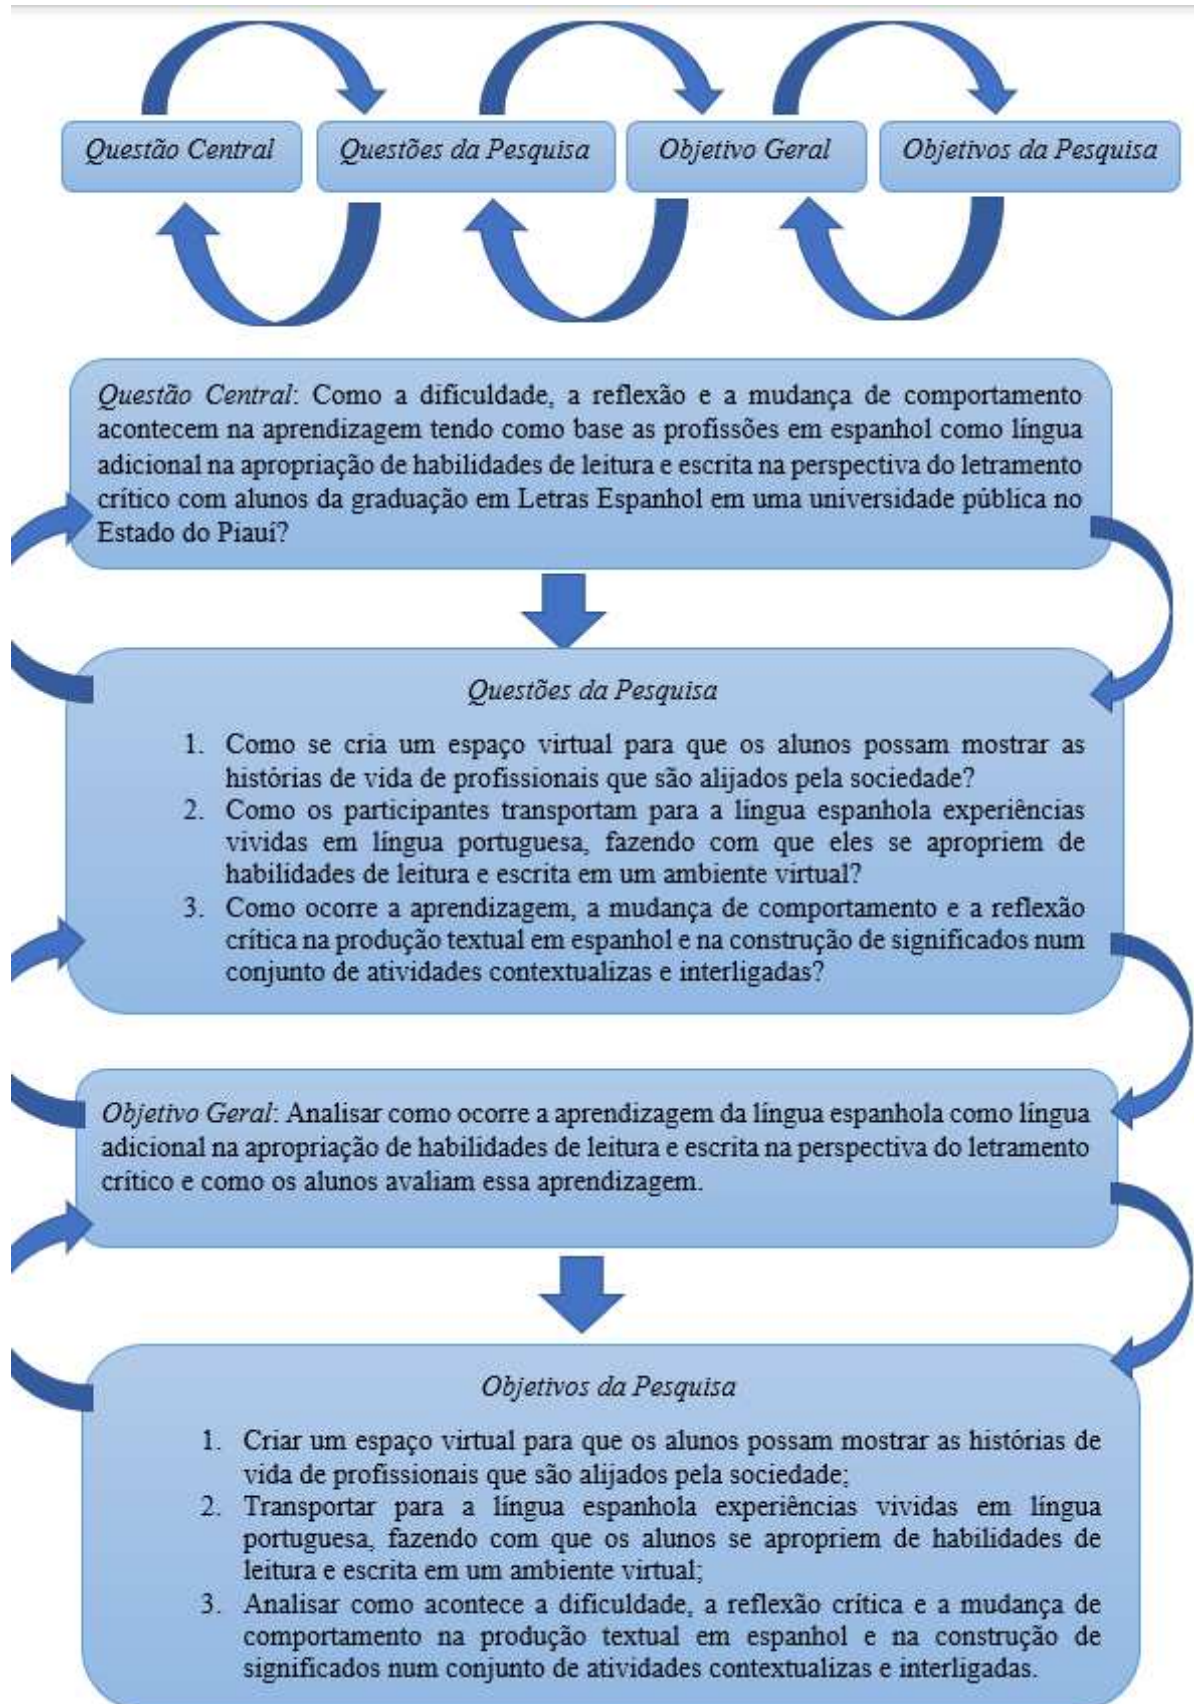 Questão Central
Questões da Pesquisa
Objetivo Geral
Objetivos da Pesquisa
Questão Central: Como a dificuldade, a reflexão e a mudança de comportamento
acontecem na aprendizagem tendo como base as profissões em espanhol como língua
adicional na apropriação de habilidades de leitura e escrita na perspectiva do letramento
crítico com alunos da graduação em Letras Espanhol em uma universidade pública no
Estado do Piauí?
Questões da Pesquisa
1. Como se cria um espaço virtual para que os alunos possam mostrar as
histórias de vida de profissionais que são alijados pela sociedade?
2. Como os participantes transportam para a língua espanhola experiências
vividas em língua portuguesa, fazendo com que eles se apropriem de
habilidades de leitura e escrita em um ambiente virtual?
3. Como ocorre a aprendizagem, a mudança de comportamento e a reflexão
crítica na produção textual em espanhol e na construção de significados num
conjunto de atividades contextualizas e interligadas?
Objetivo Geral: Analisar como ocorre a aprendizagem da língua espanhola como língua
adicional na apropriação de habilidades de leitura e escrita na perspectiva do letramento
crítico e como os alunos avaliam essa aprendizagem.
Objetivos da Pesquisa
1. Criar um espaço virtual para que os alunos possam mostrar as histórias de
vida de profissionais que são alijados pela sociedade;
2. Transportar para a língua espanhola experiências vividas em língua
portuguesa, fazendo com que os alunos se apropriem de habilidades de
leitura e escrita em um ambiente virtual;
3. Analisar como acontece a dificuldade, a reflexão crítica e a mudança de
comportamento na produção textual em espanhol e na construção de
significados num conjunto de atividades contextualizas e interligadas.